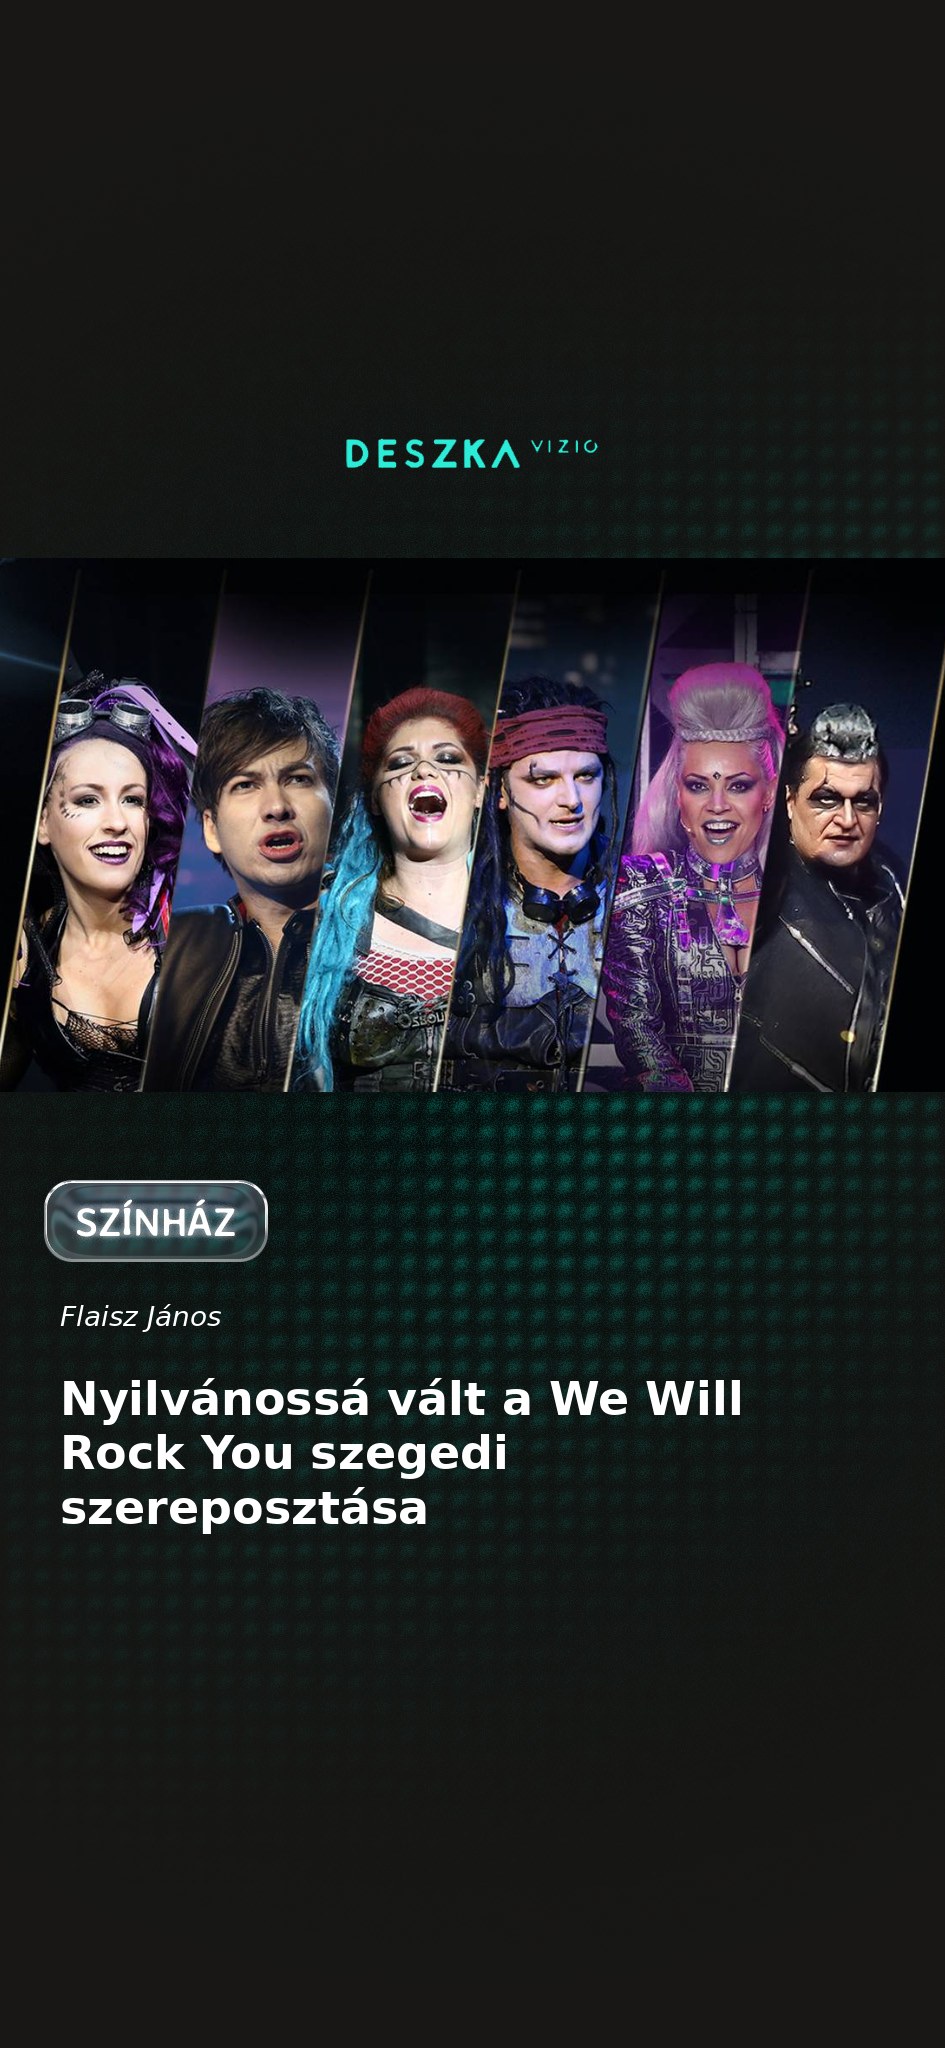 DESZKA VIZIO
SZÍNHÁZ
Flaisz János
Nyilvánossá vált a We Will
Rock You szegedi
szereposztása